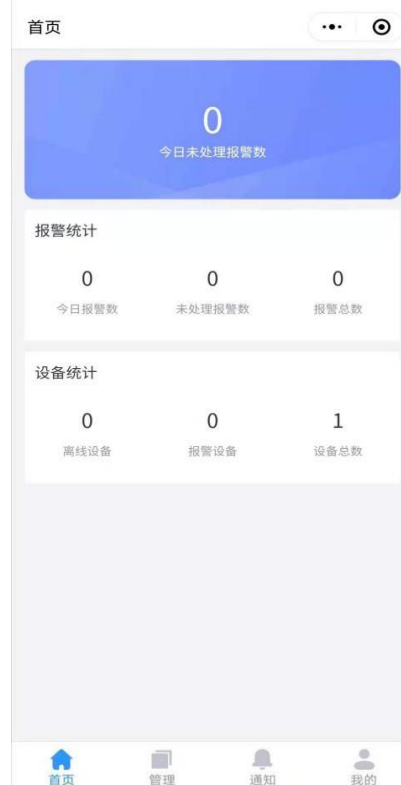 首页
0
今日未处理报警数
报警统计
0 0 0
今日报警数 未处理报警数 报警总数
设备统计
0 0 1
离线设备 报警设备 设备总数
首页 管理 通知 我的